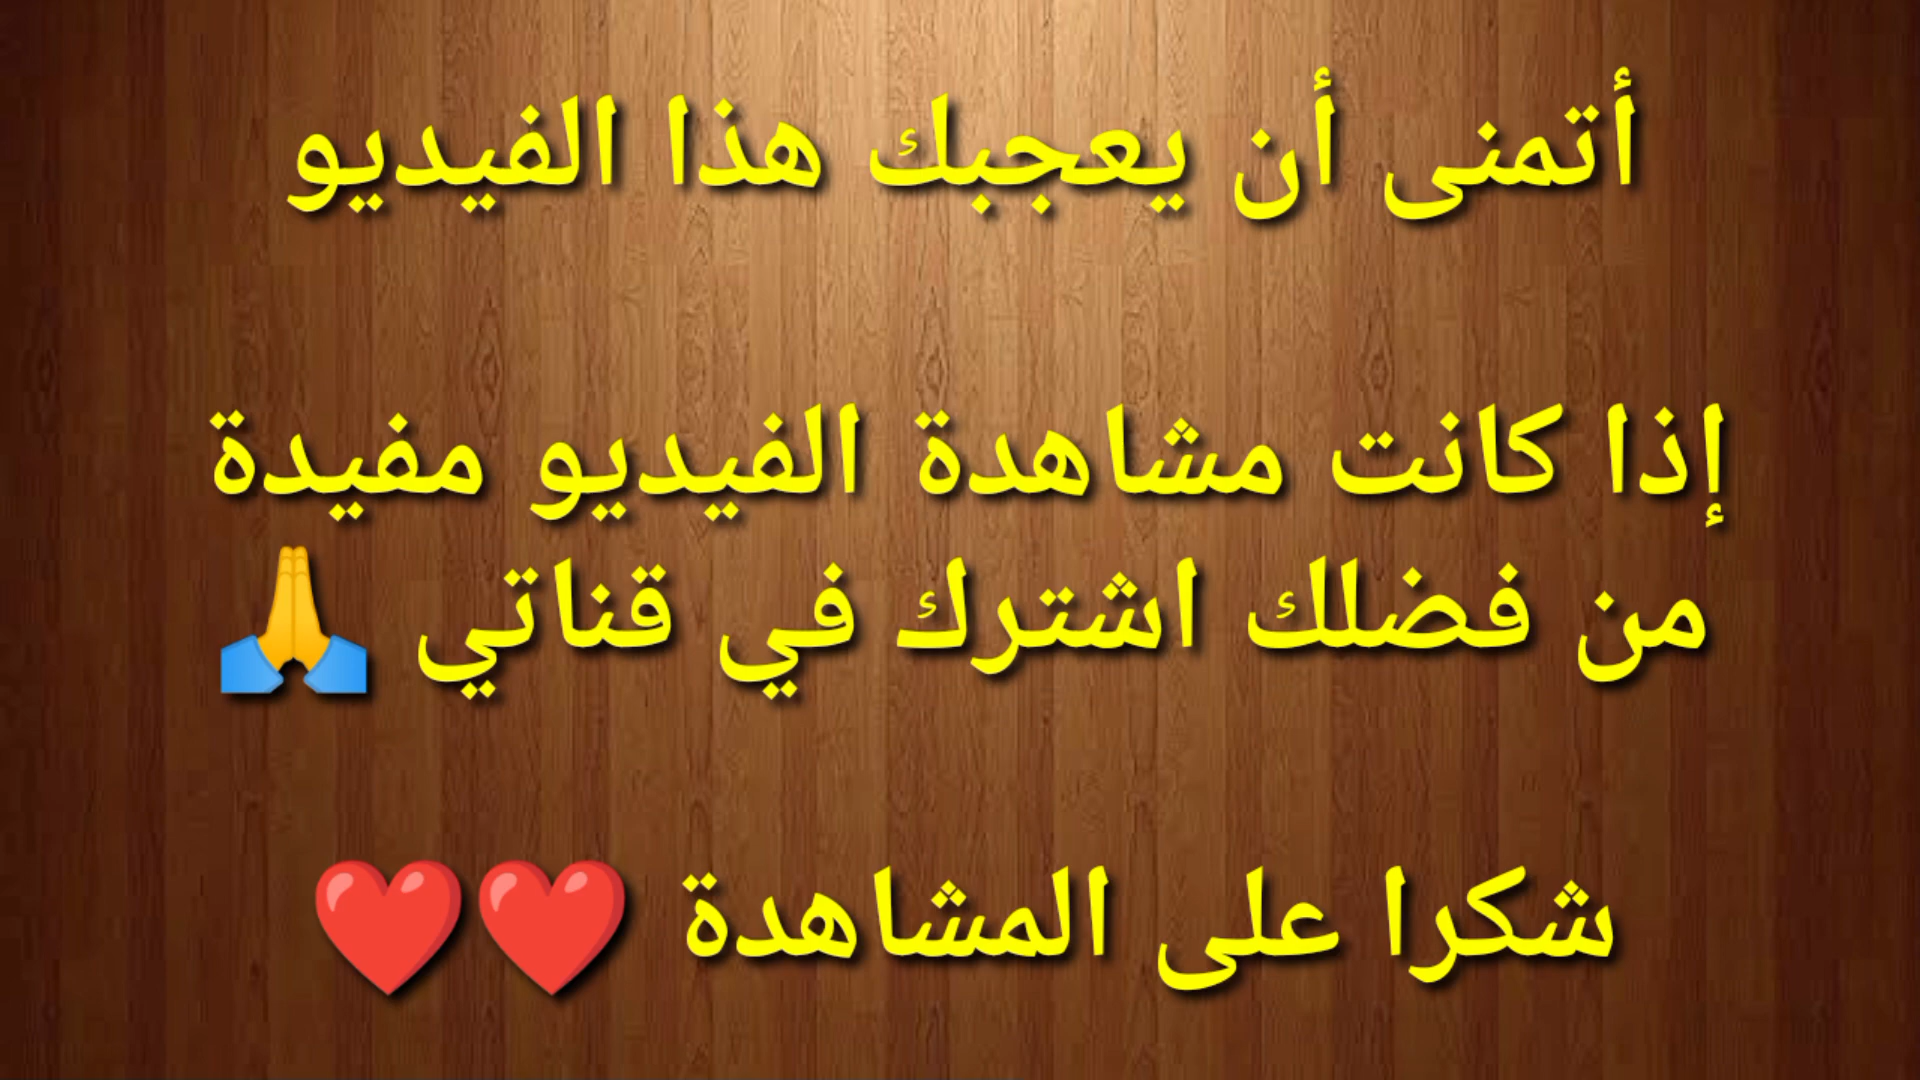 أتمنى أن يعجبك هذا الفيديو
إذا كانت مشاهدة الفيديو مفيدة
من فضلك اشترك في قناتي 🙏
شكرا على المشاهدة ❤️❤️